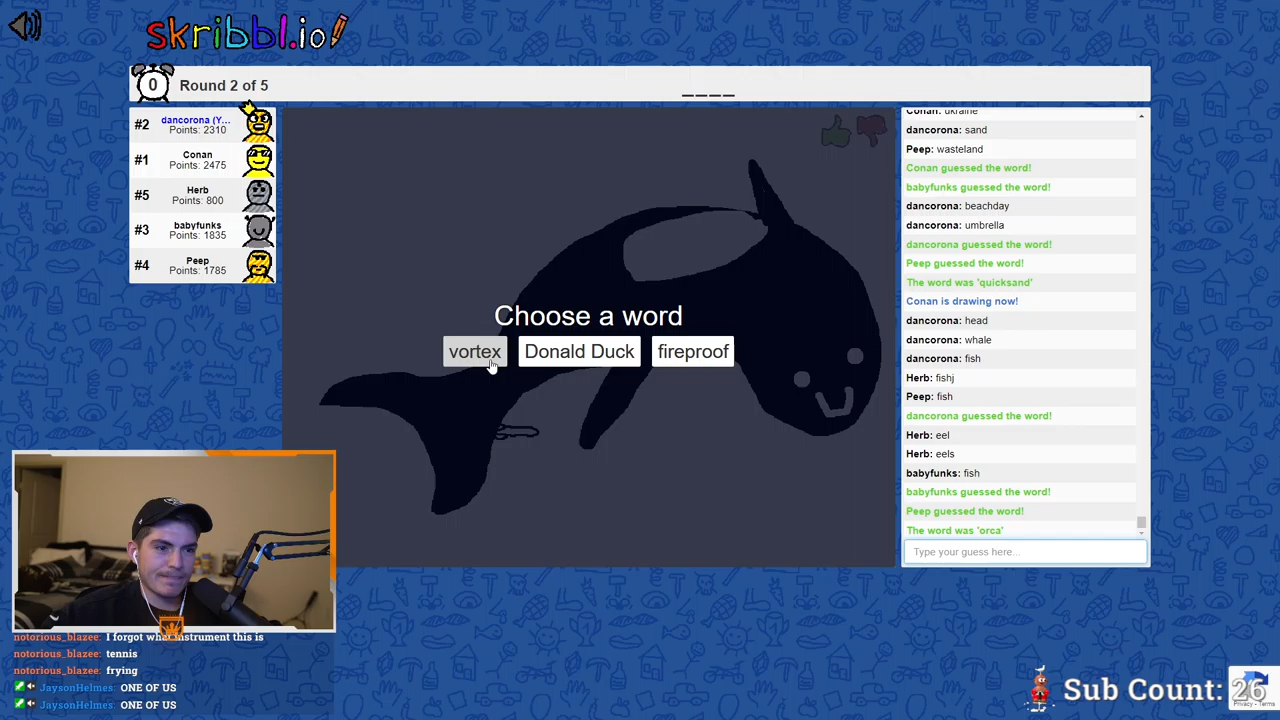 skribbl.io
0
Round 2 of 5
____
#2
dancorona (Y...
Points: 2310
#1
Conan
Points: 2475
#5
Herb
Points: 800
#3
babyfunks
Points: 1835
#4
Peep
Points: 1785
Choose a word
vortex
Donald Duck
fireproof
Conan: ukraine
dancorona: sand
Peep: wasteland
Conan guessed the word!
babyfunks guessed the word!
dancorona: beachday
dancorona: umbrella
dancorona guessed the word!
Peep guessed the word!
The word was 'quicksand'
Conan is drawing now!
dancorona: head
dancorona: whale
dancorona: fish
Herb: fishj
Peep: fish
dancorona guessed the word!
Herb: eel
Herb: eels
babyfunks: fish
babyfunks guessed the word!
Peep guessed the word!
The word was 'orca'
Type your guess here...
notorious_blazee: I forgot what instrument this is
notorious_blazee: tennis
notorious_blazee: frying
JaysonHelmes: ONE OF US
JaysonHelmes: ONE OF US
Sub Count: 26
Privacy - Terms